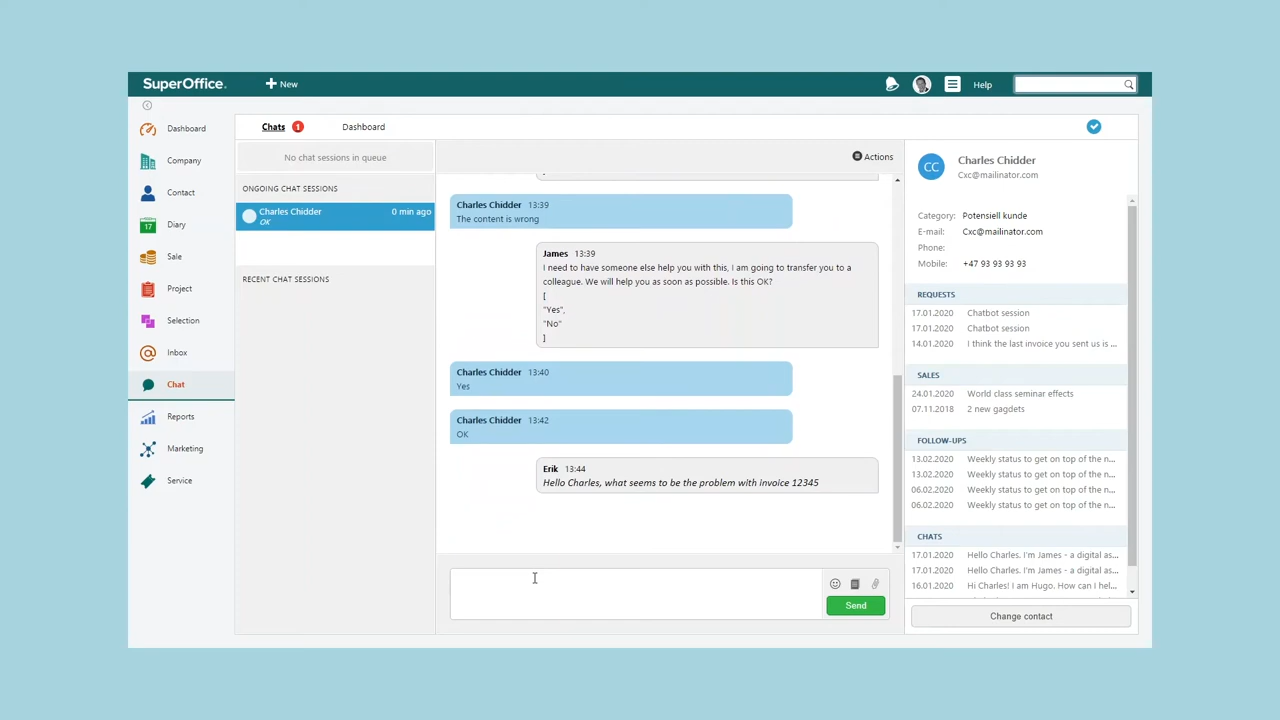 SuperOffice.
New
Help
Dashboard
Company
Contact
17
Diary
Sale
Project
Selection
Inbox
Chat
Reports
Marketing
Service
Chats 1
Dashboard
No chat sessions in queue
ONGOING CHAT SESSIONS
Charles Chidder 0 min ago
OK
RECENT CHAT SESSIONS
Actions
Charles Chidder 13:39
The content is wrong
James 13:39
I need to have someone else help you with this, I am going to transfer you to a
colleague. We will help you as soon as possible. Is this OK?
[
"Yes",
"No"
]
Charles Chidder 13:40
Yes
Charles Chidder 13:42
OK
Erik 13:44
Hello Charles, what seems to be the problem with invoice 12345
Send
CC
Charles Chidder
Cxc@mailinator.com
Category: Potensiell kunde
E-mail: Cxc@mailinator.com
Phone:
Mobile: +47 93 93 93 93
REQUESTS
17.01.2020 Chatbot session
17.01.2020 Chatbot session
14.01.2020 I think the last invoice you sent us is ...
SALES
24.01.2020 World class seminar effects
07.11.2018 2 new gagdets
FOLLOW-UPS
13.02.2020 Weekly status to get on top of the n...
13.02.2020 Weekly status to get on top of the n...
06.02.2020 Weekly status to get on top of the n...
06.02.2020 Weekly status to get on top of the n...
CHATS
17.01.2020 Hello Charles. I'm James - a digital as...
17.01.2020 Hello Charles. I'm James - a digital as...
16.01.2020 Hi Charles! I am Hugo. How can I hel...
Change contact